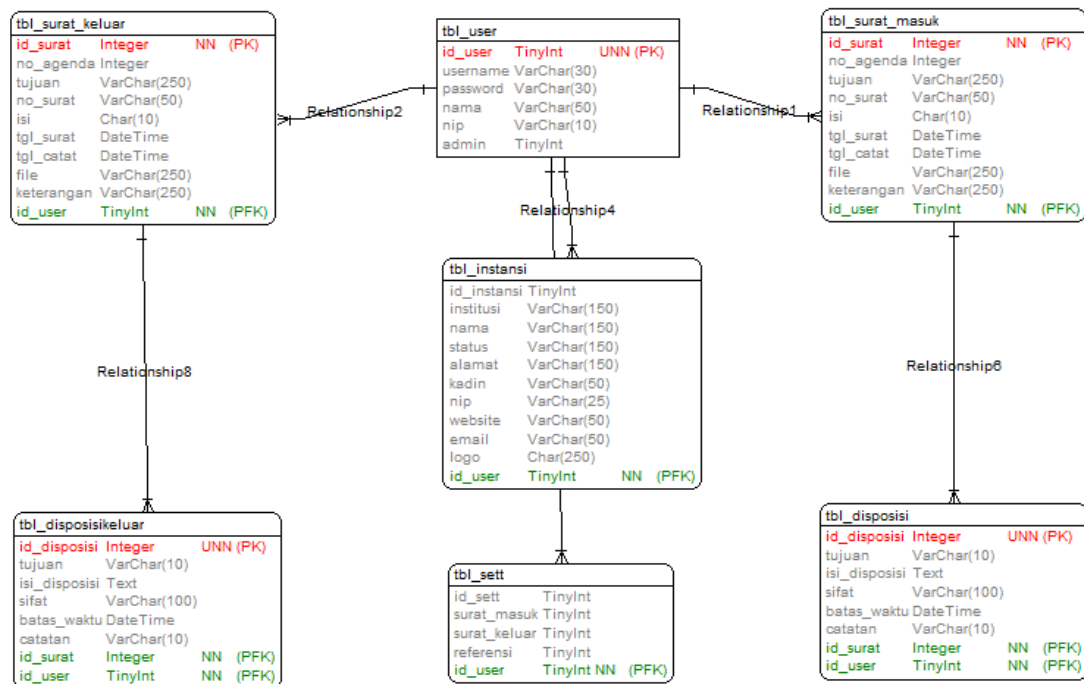 tbl_surat_keluar
id_surat Integer NN (PK)
no_agenda Integer
tujuan VarChar(250)
no_surat VarChar(50)
isi Char(10)
tgl_surat DateTime
tgl_catat DateTime
file VarChar(250)
keterangan VarChar(250)
id_user TinyInt NN (PFK)
Relationship2
tbl_user
id_user TinyInt UNN (PK)
username VarChar(30)
password VarChar(30)
nama VarChar(50)
nip VarChar(10)
admin TinyInt
Relationship1
tbl_surat_masuk
id_surat Integer NN (PK)
no_agenda Integer
tujuan VarChar(250)
no_surat VarChar(50)
isi Char(10)
tgl_surat DateTime
tgl_catat DateTime
file VarChar(250)
keterangan VarChar(250)
id_user TinyInt NN (PFK)
Relationship4
tbl_instansi
id_instansi TinyInt
institusi VarChar(150)
nama VarChar(150)
status VarChar(150)
alamat VarChar(150)
kadin VarChar(50)
nip VarChar(25)
website VarChar(50)
email VarChar(50)
logo Char(250)
id_user TinyInt NN (PFK)
Relationship8
Relationship6
tbl_disposisikeluar
id_disposisi Integer UNN (PK)
tujuan VarChar(10)
isi_disposisi Text
sifat VarChar(100)
batas_waktu DateTime
catatan VarChar(10)
id_surat Integer NN (PFK)
id_user TinyInt NN (PFK)
tbl_sett
id_sett TinyInt
surat_masuk TinyInt
surat_keluar TinyInt
referensi TinyInt
id_user TinyInt NN (PFK)
tbl_disposisi
id_disposisi Integer UNN (PK)
tujuan VarChar(10)
isi_disposisi Text
sifat VarChar(100)
batas_waktu DateTime
catatan VarChar(10)
id_surat Integer NN (PFK)
id_user TinyInt NN (PFK)